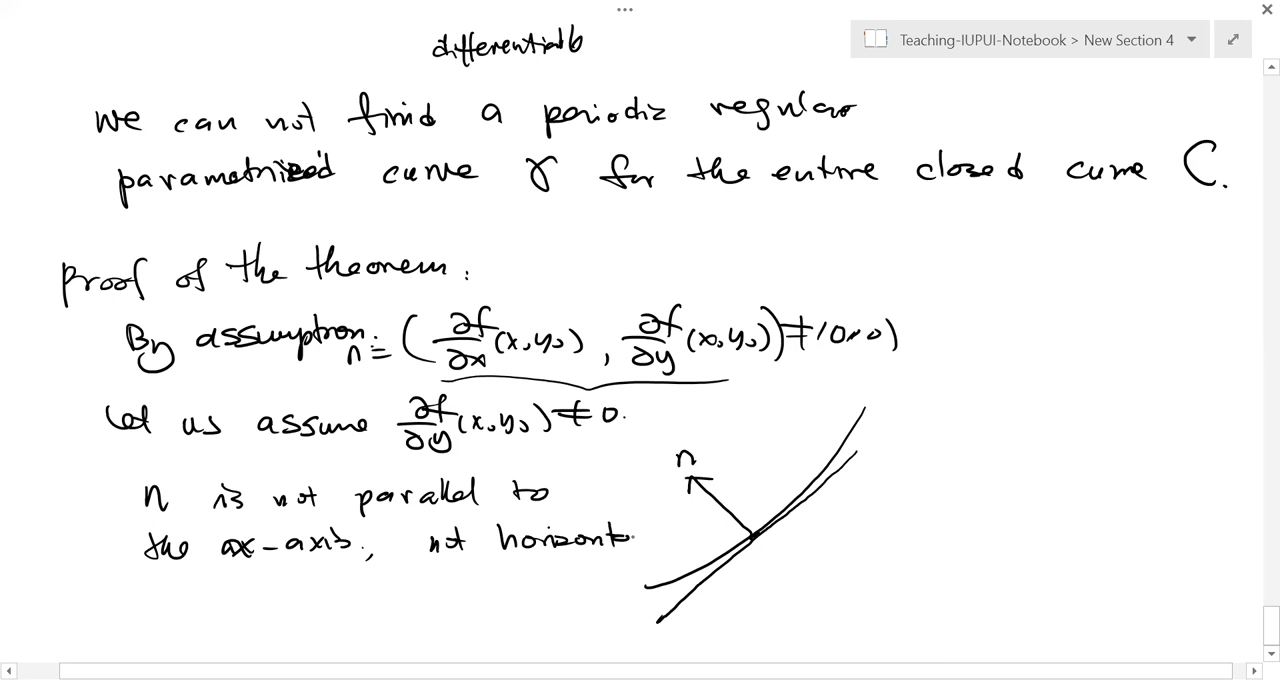 Teaching-IUPUI-Notebook > New Section 4
differentiab
We can not find a periodic regular
parametrized curve γ for the entire closed curve C.
Proof of the theorem.
By assumption: n = (∂f/∂x (x₀,y₀), ∂f/∂y (x₀,y₀)) ≠ (0,0)
Let us assume ∂f/∂y (x₀,y₀) ≠ 0.
n
n is not parallel to
the x-axis, not horizont